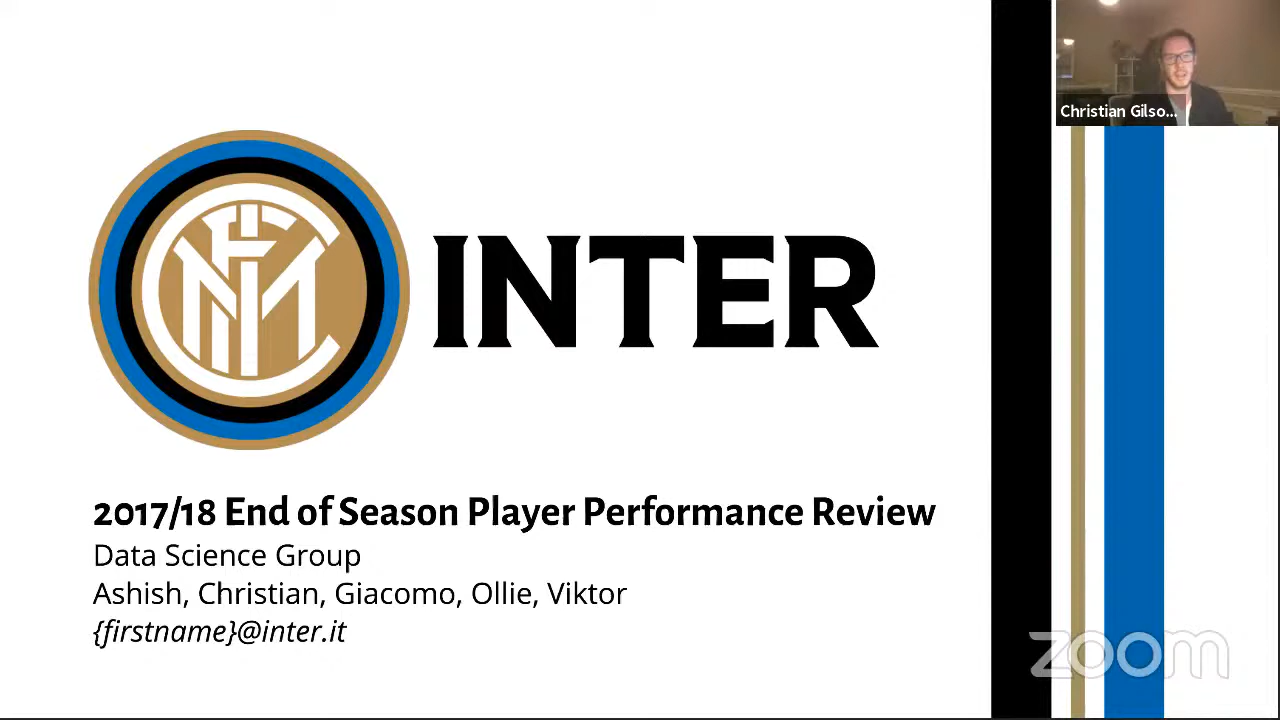 Christian Gilso...
INTER
2017/18 End of Season Player Performance Review
Data Science Group
Ashish, Christian, Giacomo, Ollie, Viktor
{firstname}@inter.it
zoom